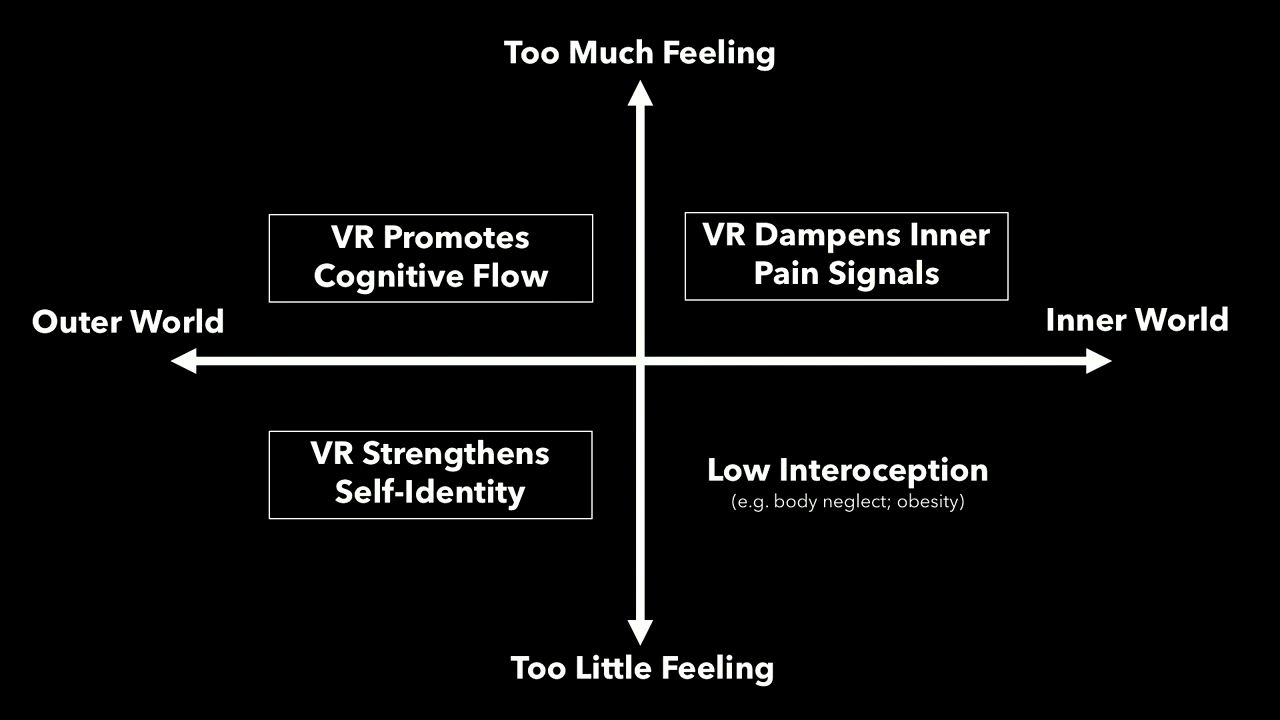 Too Much Feeling
VR Promotes
Cognitive Flow
VR Dampens Inner
Pain Signals
Outer World
Inner World
VR Strengthens
Self-Identity
Low Interoception
(e.g. body neglect; obesity)
Too Little Feeling